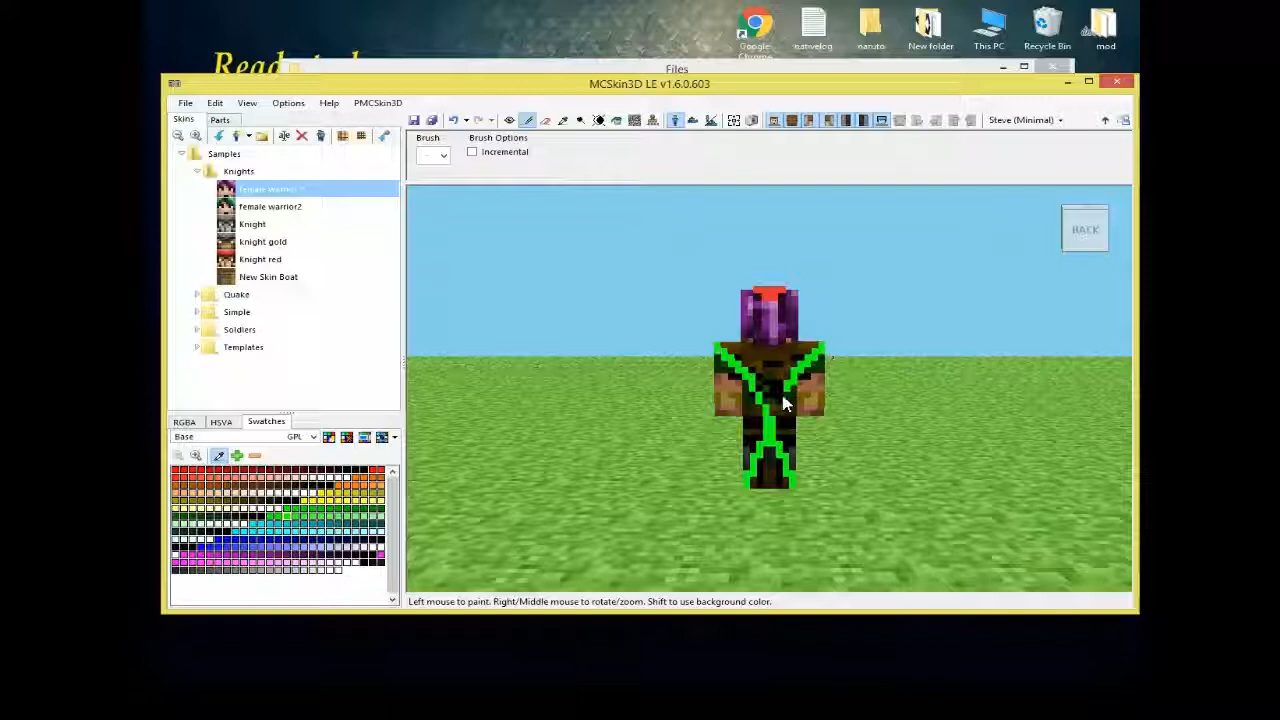 Google
Chrome
nativelog
naruto
New folder
This PC
Recycle Bin
mod
Files
MCSkin3D LE v1.6.0.603
File
Edit
View
Options
Help
PMCSkin3D
Skins
Parts
Steve (Minimal)
Brush
Brush Options
Incremental
Samples
Knights
female warrior
female warrior2
Knight
knight gold
Knight red
New Skin Boat
Quake
Simple
Soldiers
Templates
BACK
RGBA
HSVA
Swatches
Base
GPL
Left mouse to paint. Right/Middle mouse to rotate/zoom. Shift to use background color.